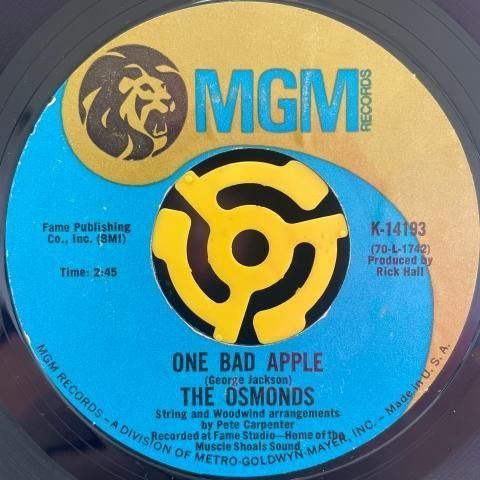 MGM
RECORDS
Fame Publishing
Co., Inc. (BMI)
Time: 2:45
K-14193
(70-L-1742)
Produced by
Rick Hall
ONE BAD APPLE
(George Jackson)
THE OSMONDS
String and Woodwind arrangements
by Pete Carpenter
Recorded at Fame Studio—Home of the
Muscle Shoals Sound
MGM RECORDS – A DIVISION OF METRO-GOLDWYN-MAYER, INC. – Made in U. S. A.